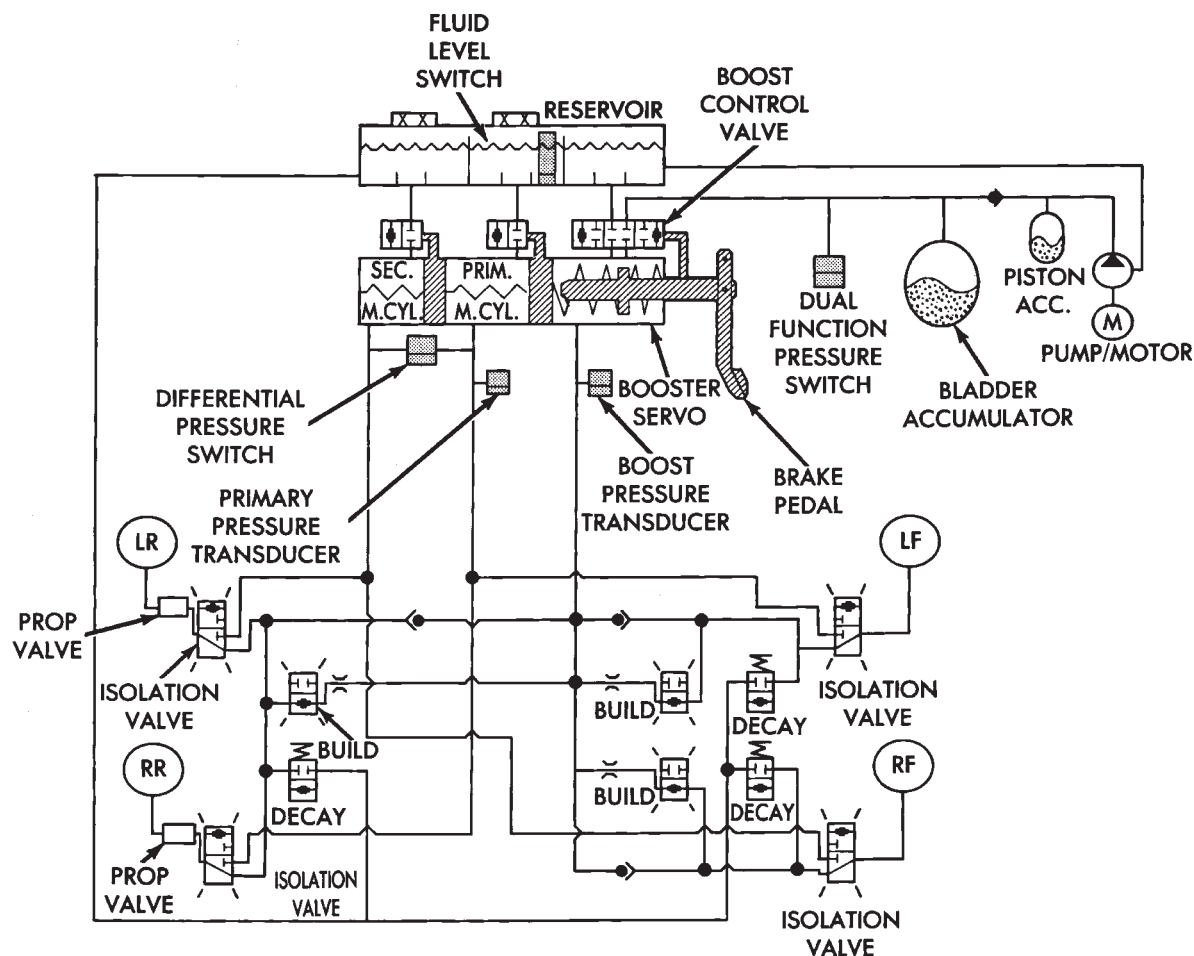 FLUID
LEVEL
SWITCH
RESERVOIR
BOOST
CONTROL
VALVE
SEC.
M.CYL.
PRIM.
M.CYL.
PISTON
ACC.
M
PUMP/MOTOR
DUAL
FUNCTION
PRESSURE
SWITCH
BLADDER
ACCUMULATOR
DIFFERENTIAL
PRESSURE
SWITCH
BOOSTER
SERVO
PRIMARY
PRESSURE
TRANSDUCER
BOOST
PRESSURE
TRANSDUCER
BRAKE
PEDAL
LR
LF
PROP
VALVE
ISOLATION
VALVE
BUILD
BUILD
DECAY
ISOLATION
VALVE
RR
RF
DECAY
BUILD
DECAY
PROP
VALVE
ISOLATION
VALVE
ISOLATION
VALVE